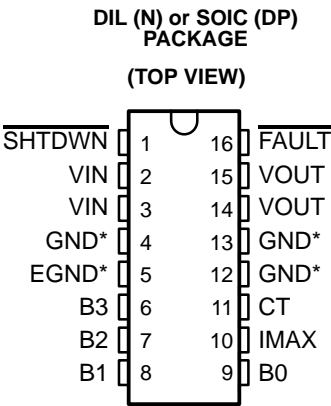 DIL (N) or SOIC (DP)
PACKAGE
(TOP VIEW)
SHTDWN 1 16 FAULT
VIN 2 15 VOUT
VIN 3 14 VOUT
GND* 4 13 GND*
EGND* 5 12 GND*
B3 6 11 CT
B2 7 10 IMAX
B1 8 9 B0